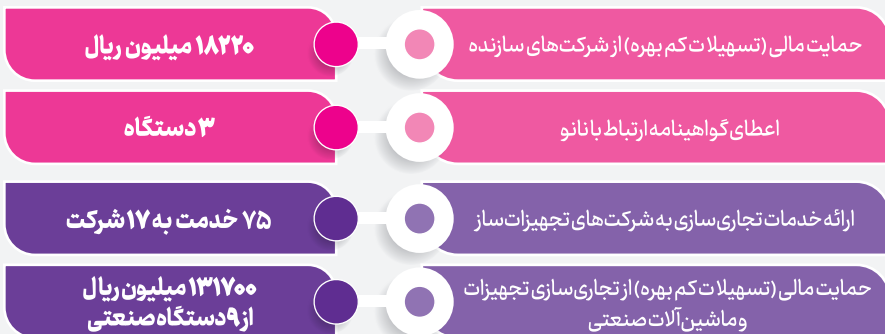 حمایت مالی (تسهیلات کم بهره) از شرکت‌های سازنده
۱۸۲۲۰ میلیون ریال
اعطای گواهینامه ارتباط با نانو
۳ دستگاه
ارائه خدمات تجاری‌سازی به شرکت‌های تجهیزات‌ساز
۷۵ خدمت به ۱۷ شرکت
حمایت مالی (تسهیلات کم بهره) از تجاری‌سازی تجهیزات
و ماشین‌آلات صنعتی
۱۳۱۷۰۰ میلیون ریال
از ۹ دستگاه صنعتی